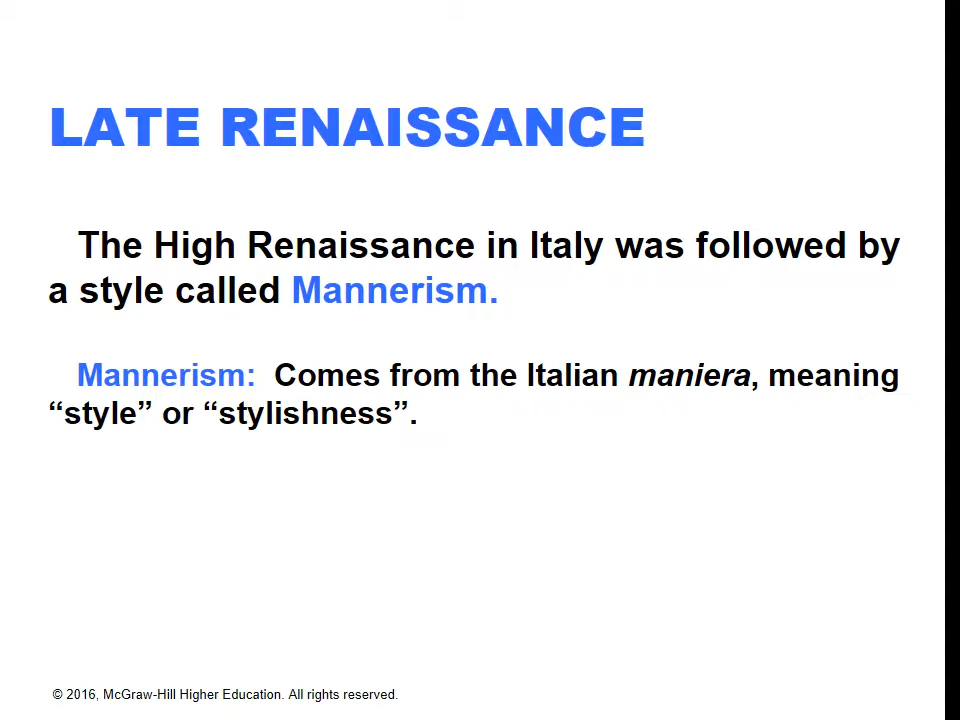 LATE RENAISSANCE
The High Renaissance in Italy was followed by
a style called Mannerism.
Mannerism: Comes from the Italian maniera, meaning
“style” or “stylishness”.
© 2016, McGraw-Hill Higher Education. All rights reserved.